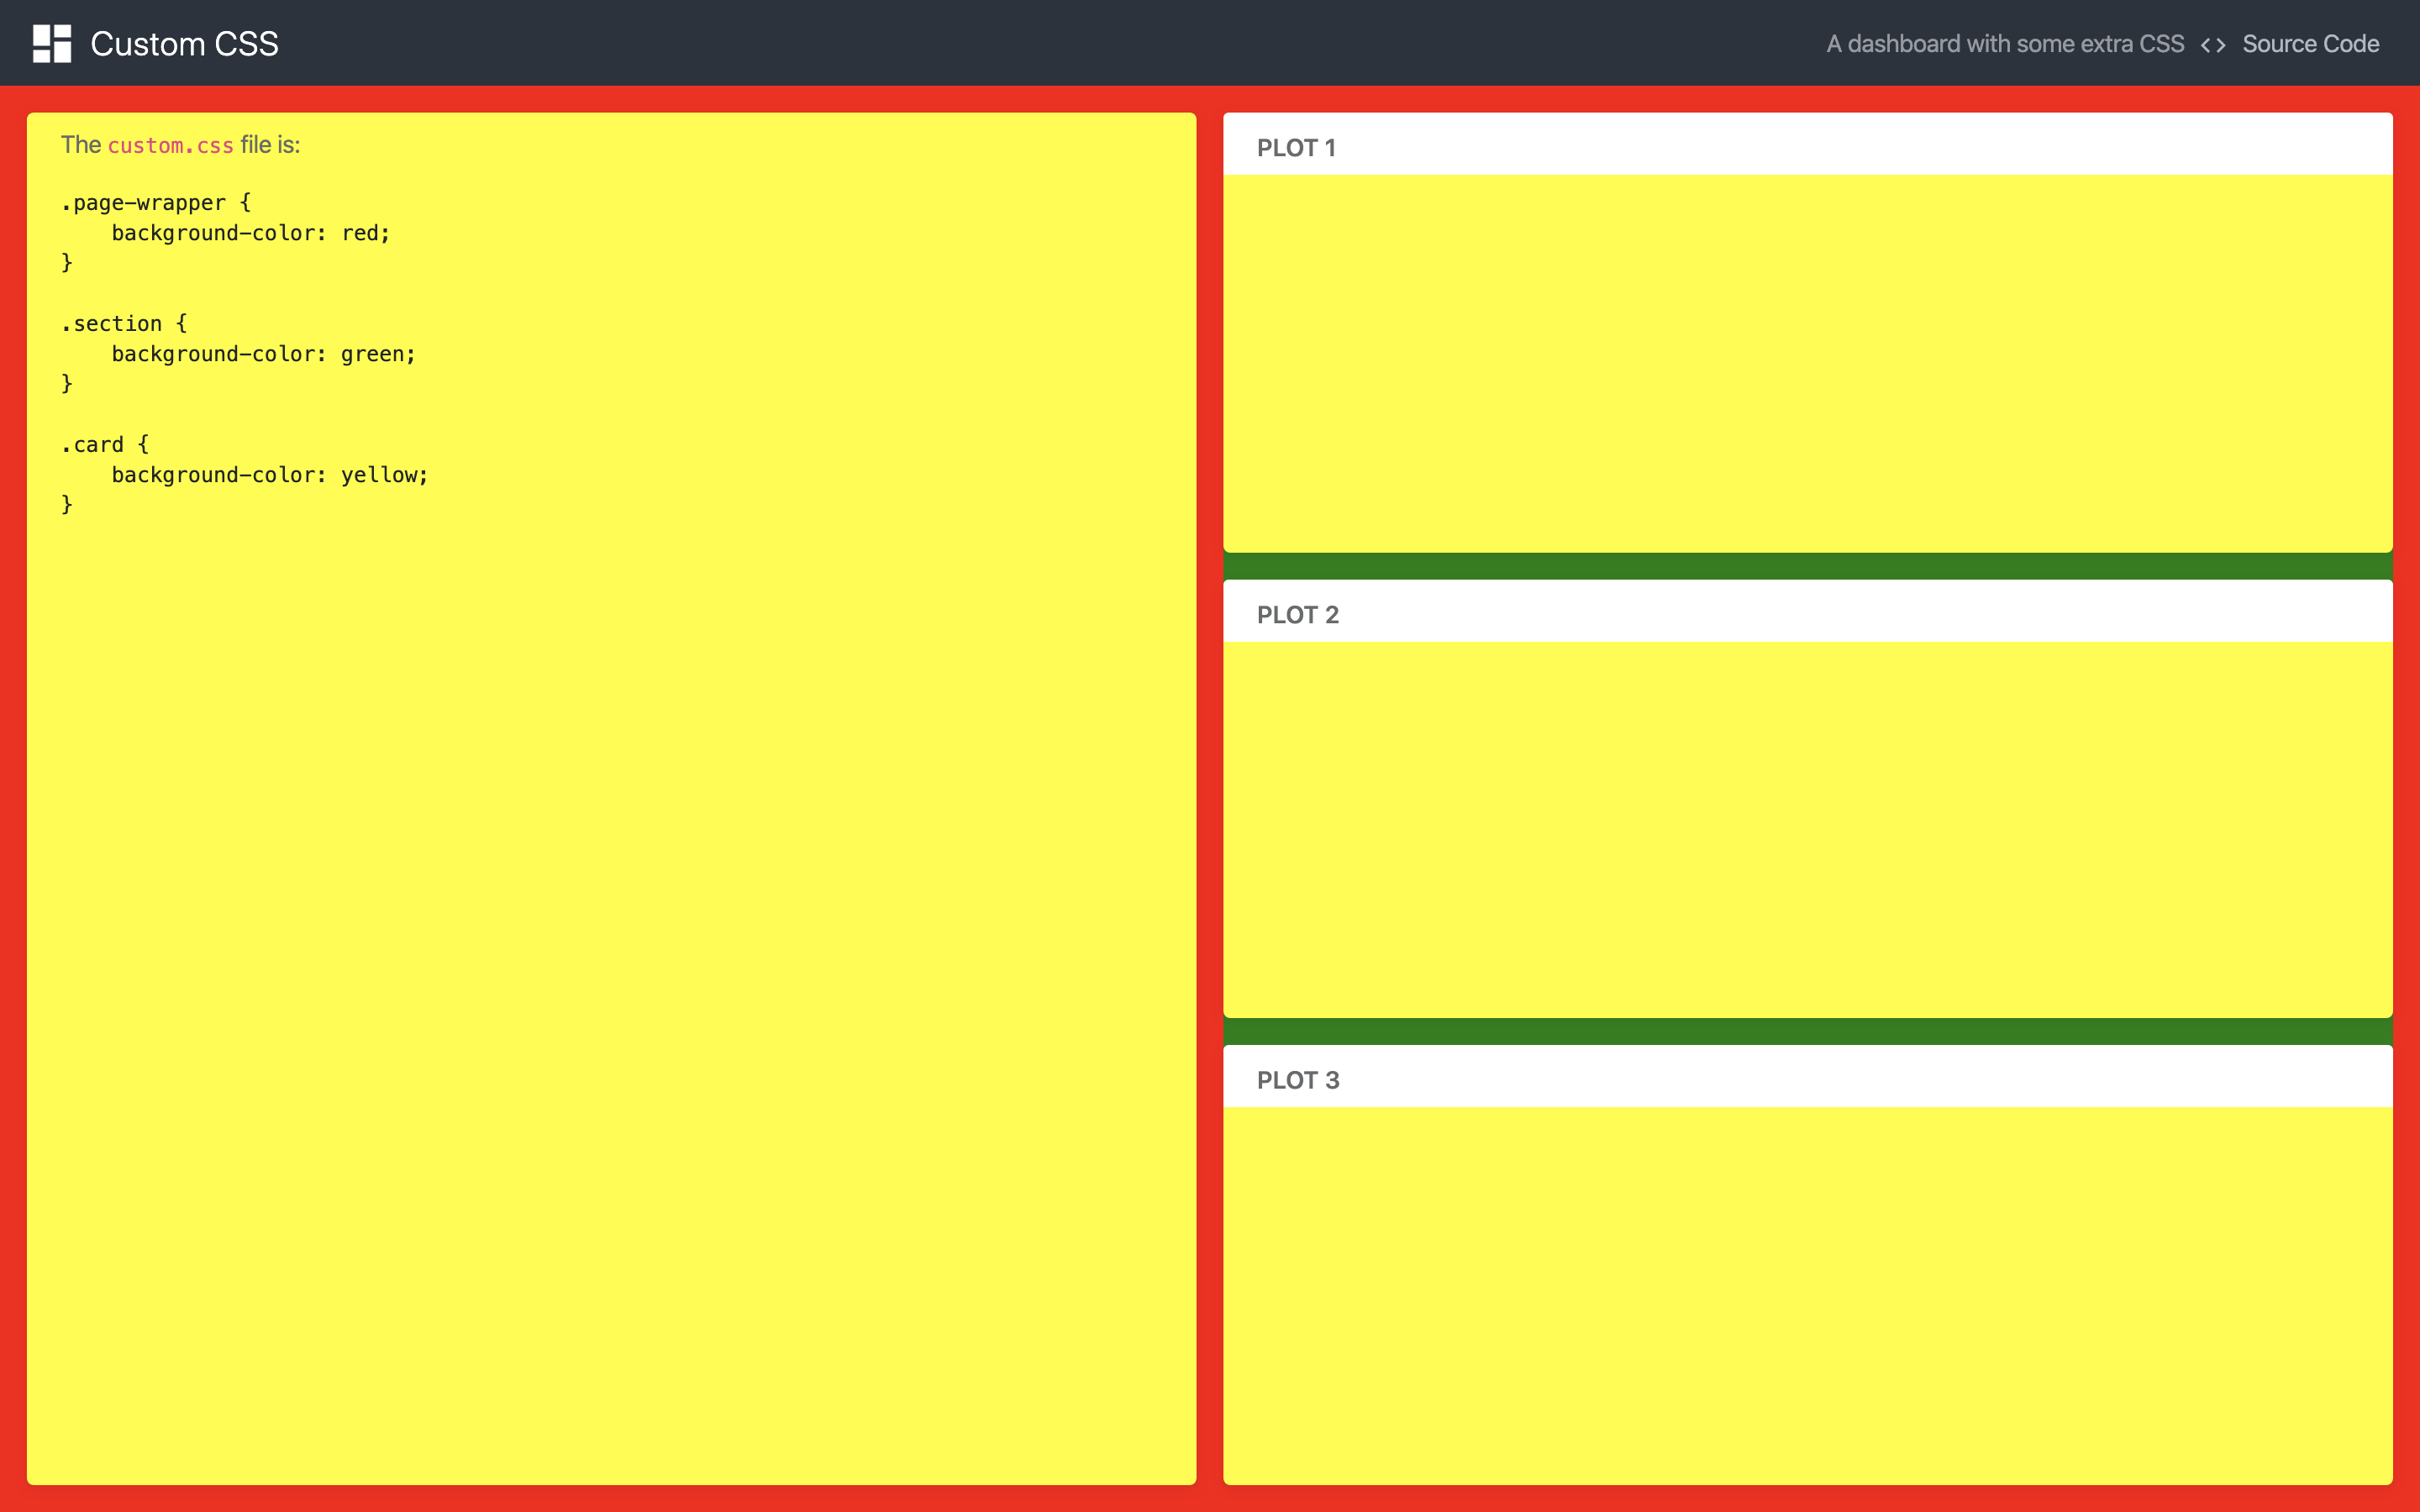 Custom CSS
A dashboard with some extra CSS <> Source Code
The custom.css file is:
.page-wrapper {
    background-color: red;
}
.section {
    background-color: green;
}
.card {
    background-color: yellow;
}
PLOT 1
PLOT 2
PLOT 3